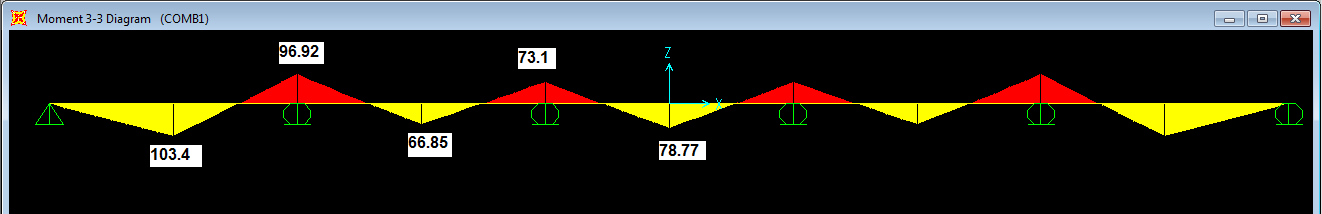 Moment 3-3 Diagram (COMB1)
96.92
73.1
Z
X
103.4
66.85
78.77